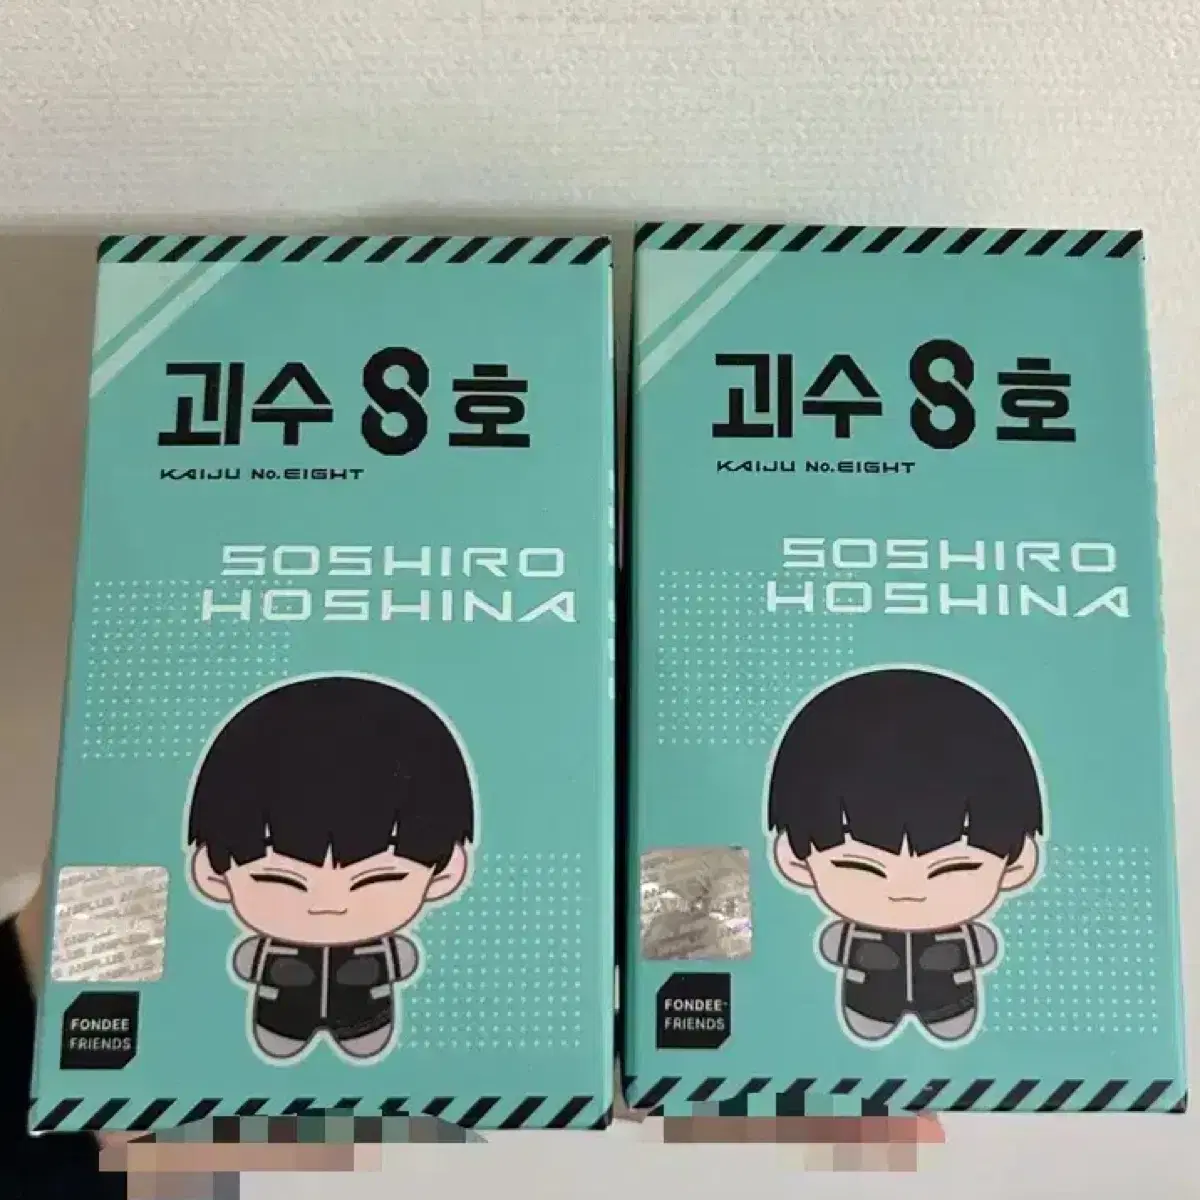 괴수 8호
KAIJU No.EIGHT
SOSHIRO
HOSHINA
ANIPLUS
FONDEE
FRIENDS
괴수 8호
KAIJU No.EIGHT
SOSHIRO
HOSHINA
FONDEE
FRIENDS